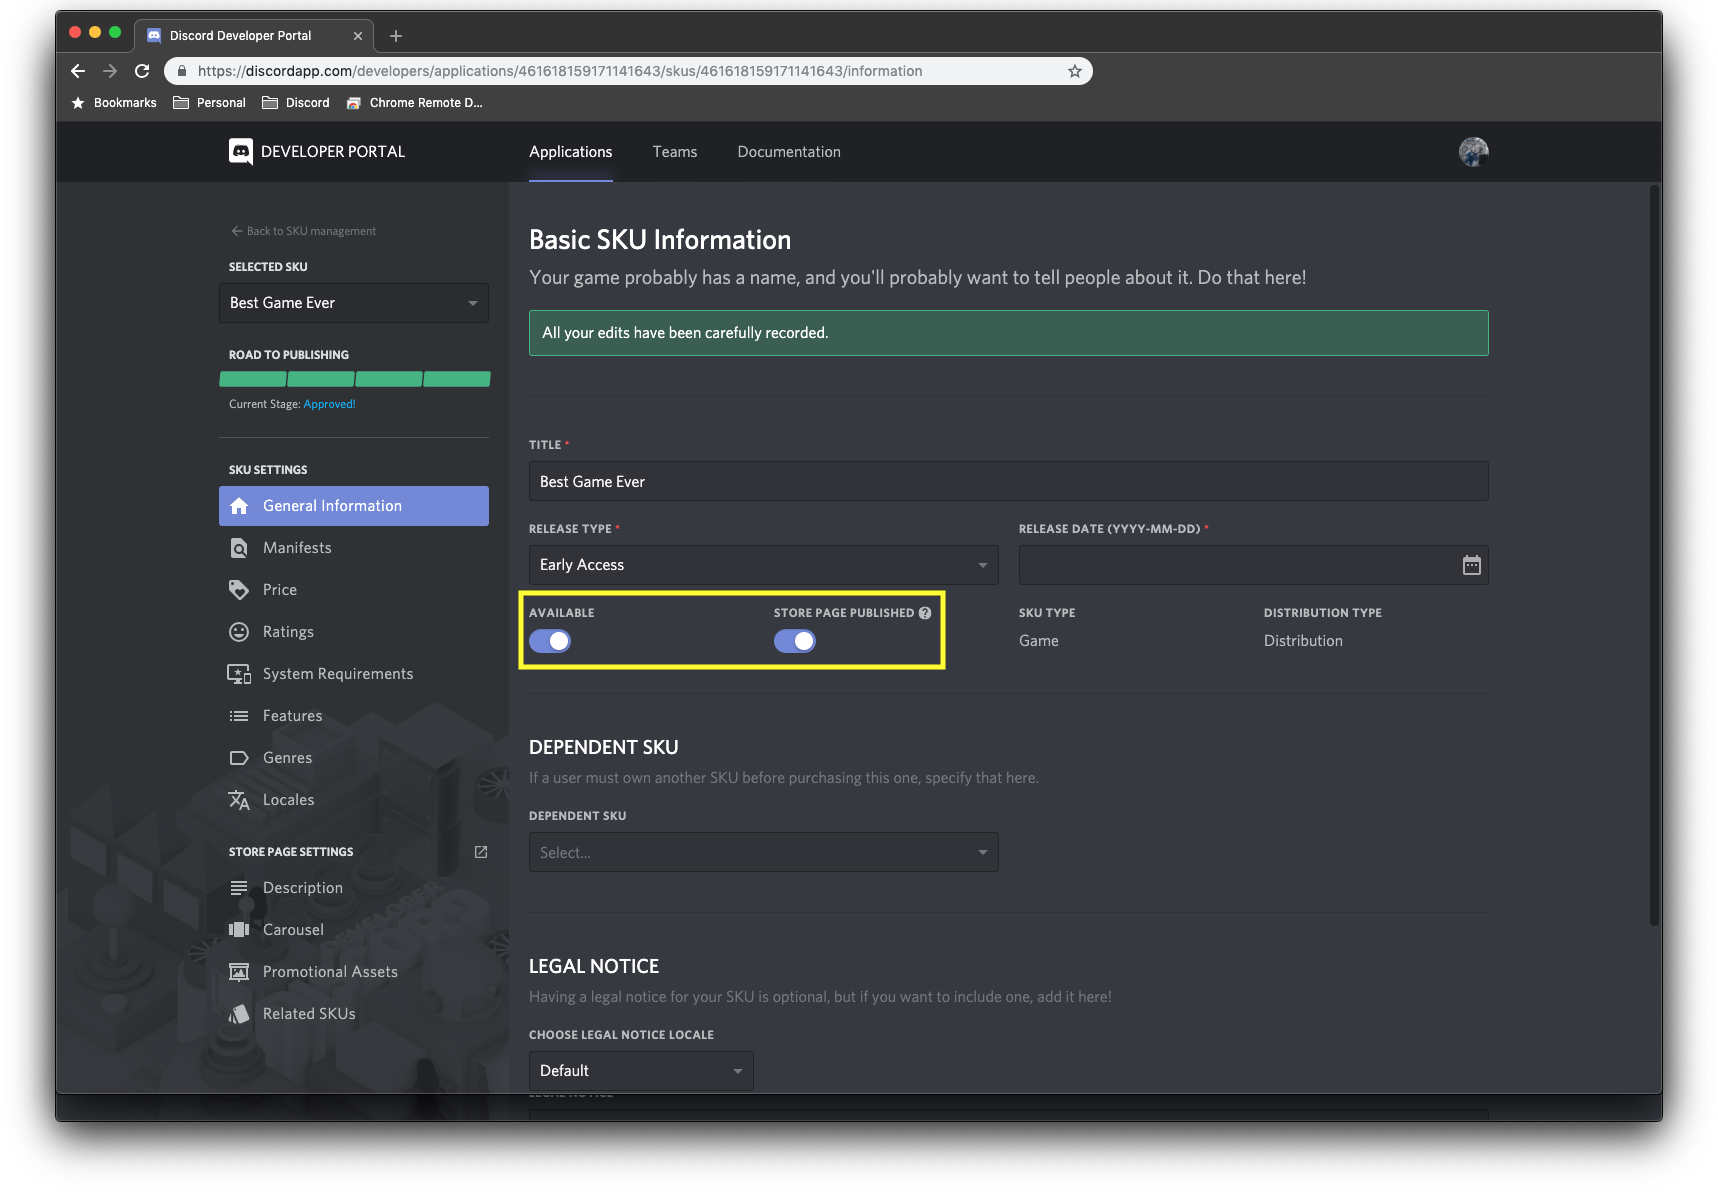 Discord Developer Portal
https://discordapp.com/developers/applications/461618159171141643/skus/461618159171141643/information
Bookmarks
Personal
Discord
Chrome Remote D...
DEVELOPER PORTAL
Applications
Teams
Documentation
Back to SKU management
SELECTED SKU
Best Game Ever
ROAD TO PUBLISHING
Current Stage: Approved!
SKU SETTINGS
General Information
Manifests
Price
Ratings
System Requirements
Features
Genres
Locales
STORE PAGE SETTINGS
Description
Carousel
Promotional Assets
Related SKUs
Basic SKU Information
Your game probably has a name, and you'll probably want to tell people about it. Do that here!
All your edits have been carefully recorded.
TITLE *
Best Game Ever
RELEASE TYPE *
Early Access
RELEASE DATE (YYYY-MM-DD) *
AVAILABLE
STORE PAGE PUBLISHED ?
SKU TYPE
Game
DISTRIBUTION TYPE
Distribution
DEPENDENT SKU
If a user must own another SKU before purchasing this one, specify that here.
DEPENDENT SKU
Select...
LEGAL NOTICE
Having a legal notice for your SKU is optional, but if you want to include one, add it here!
CHOOSE LEGAL NOTICE LOCALE
Default
LEGAL NOTICE